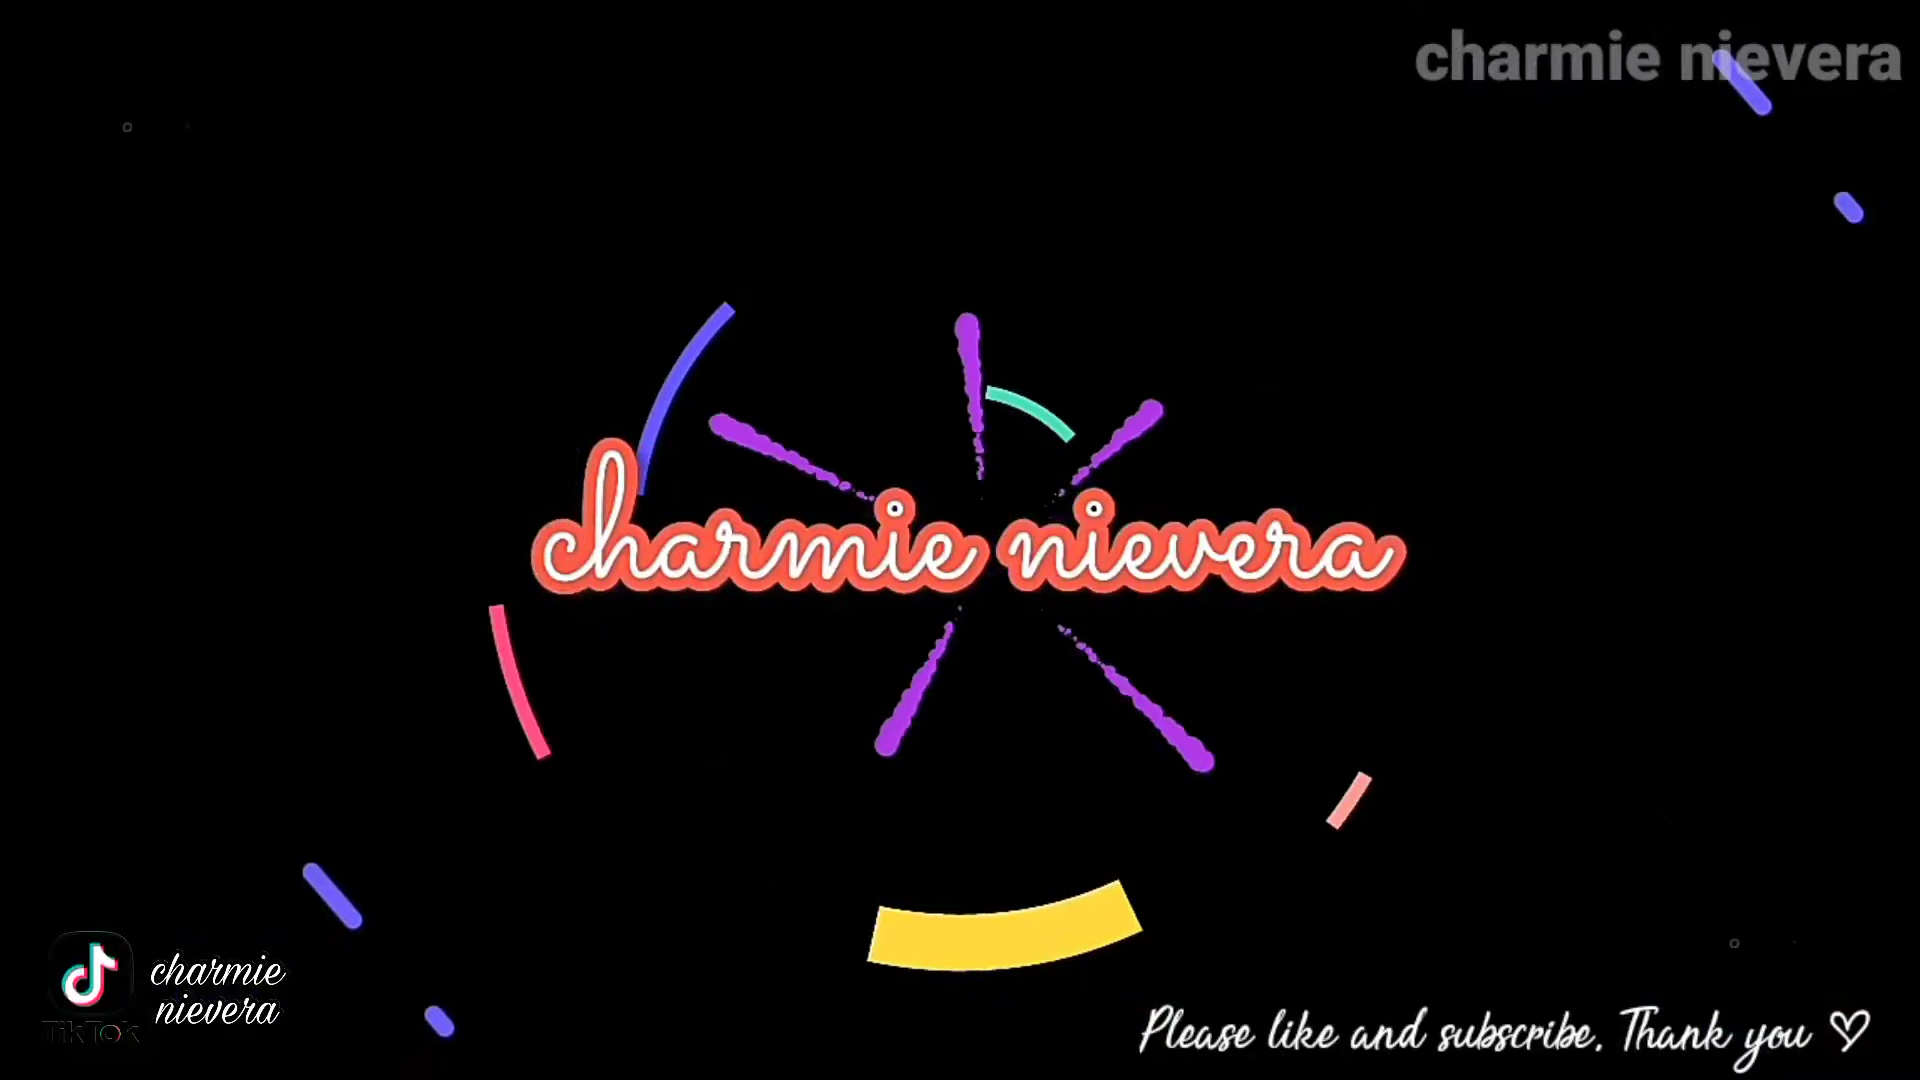 charmie nievera
charmie nievera
charmie
nievera
TikTok
Please like and subscribe. Thank you